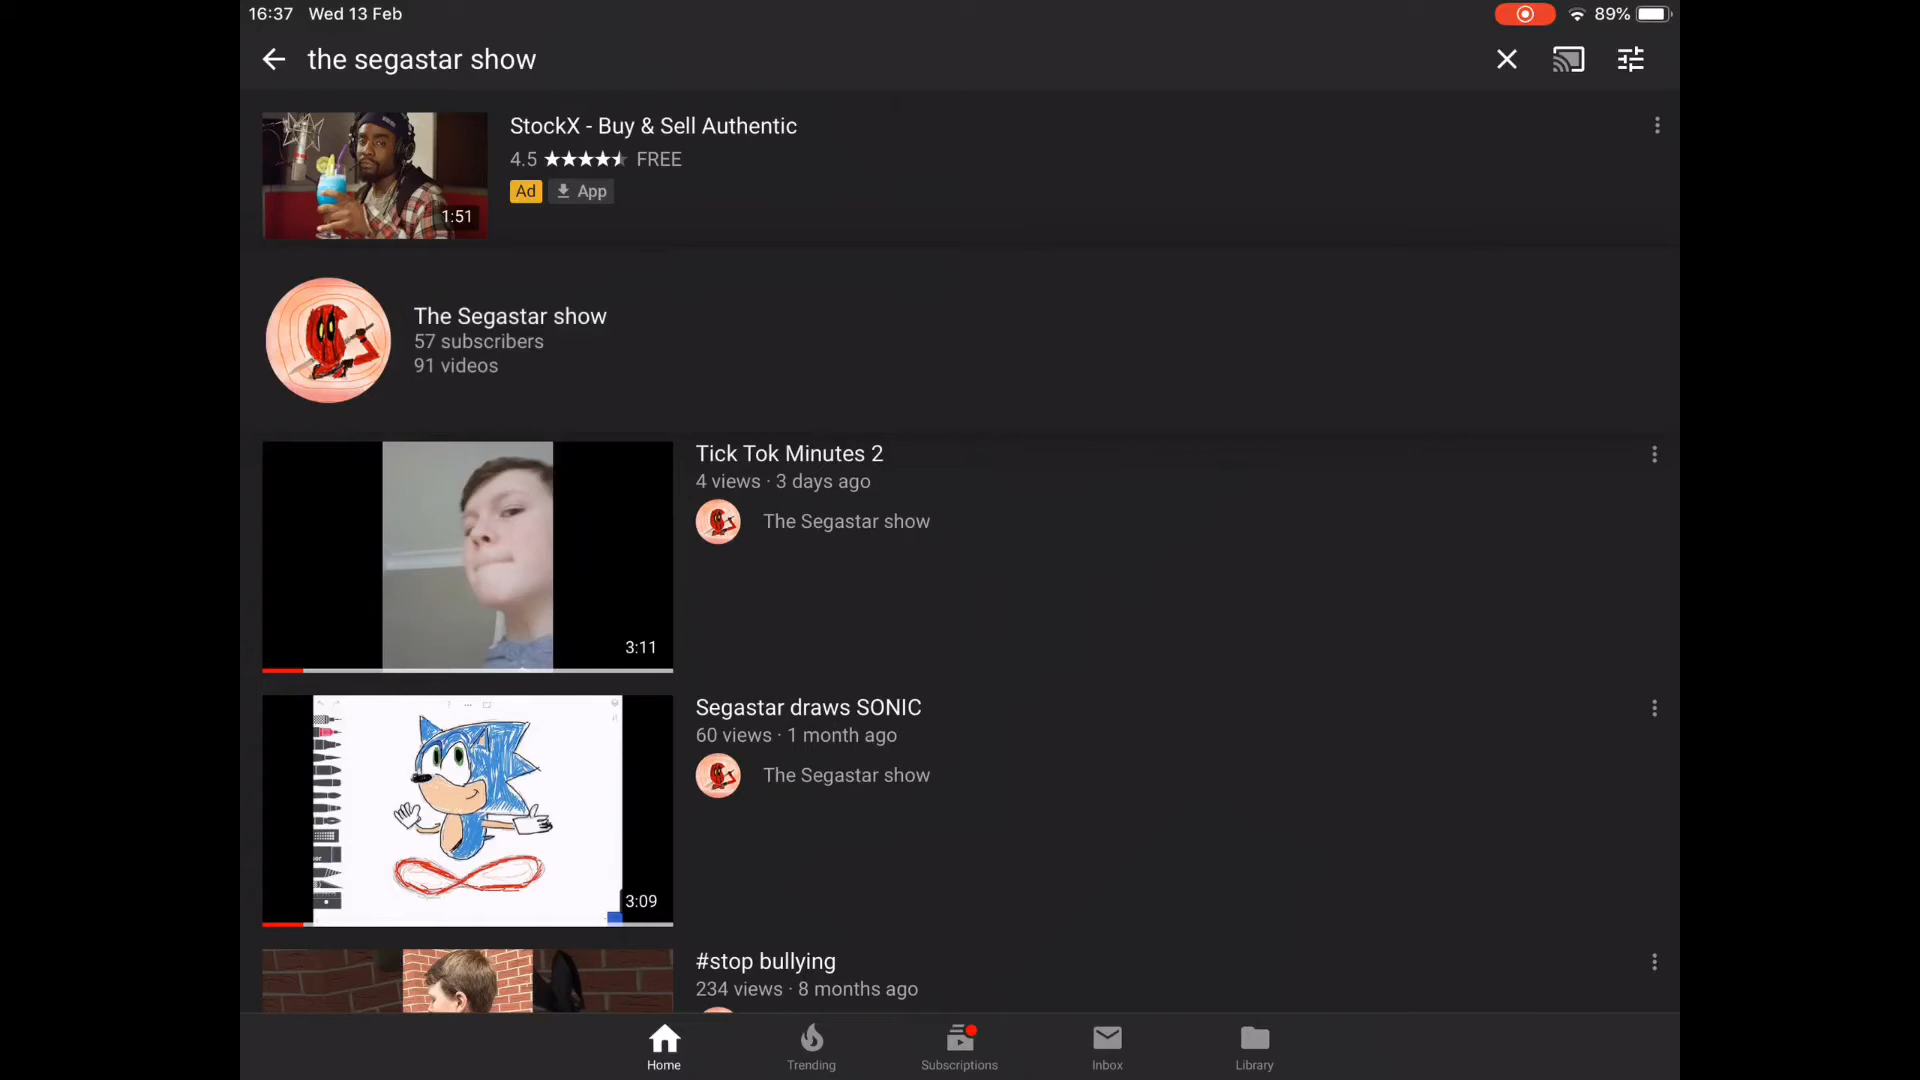 16:37 Wed 13 Feb
89%
the segastar show
StockX - Buy & Sell Authentic
4.5 ★★★★★ FREE
Ad App
1:51
The Segastar show
57 subscribers
91 videos
Tick Tok Minutes 2
4 views · 3 days ago
The Segastar show
3:11
Segastar draws SONIC
60 views · 1 month ago
The Segastar show
3:09
#stop bullying
234 views · 8 months ago
Home Trending Subscriptions Inbox Library